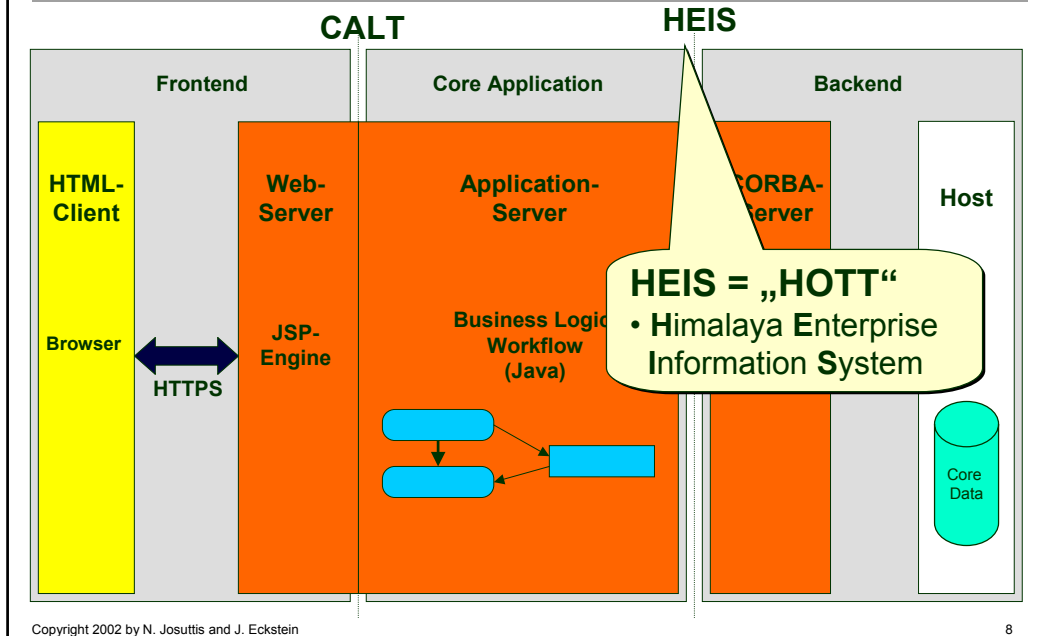 CALT
HEIS
Frontend
Core Application
Backend
HTML-
Client
Browser
HTTPS
Web-
Server
JSP-
Engine
Application-
Server
Business Logic
Workflow
(Java)
CORBA-
Server
HEIS = „HOTT“
• Himalaya Enterprise
Information System
Host
Core
Data
Copyright 2002 by N. Josuttis and J. Eckstein
8